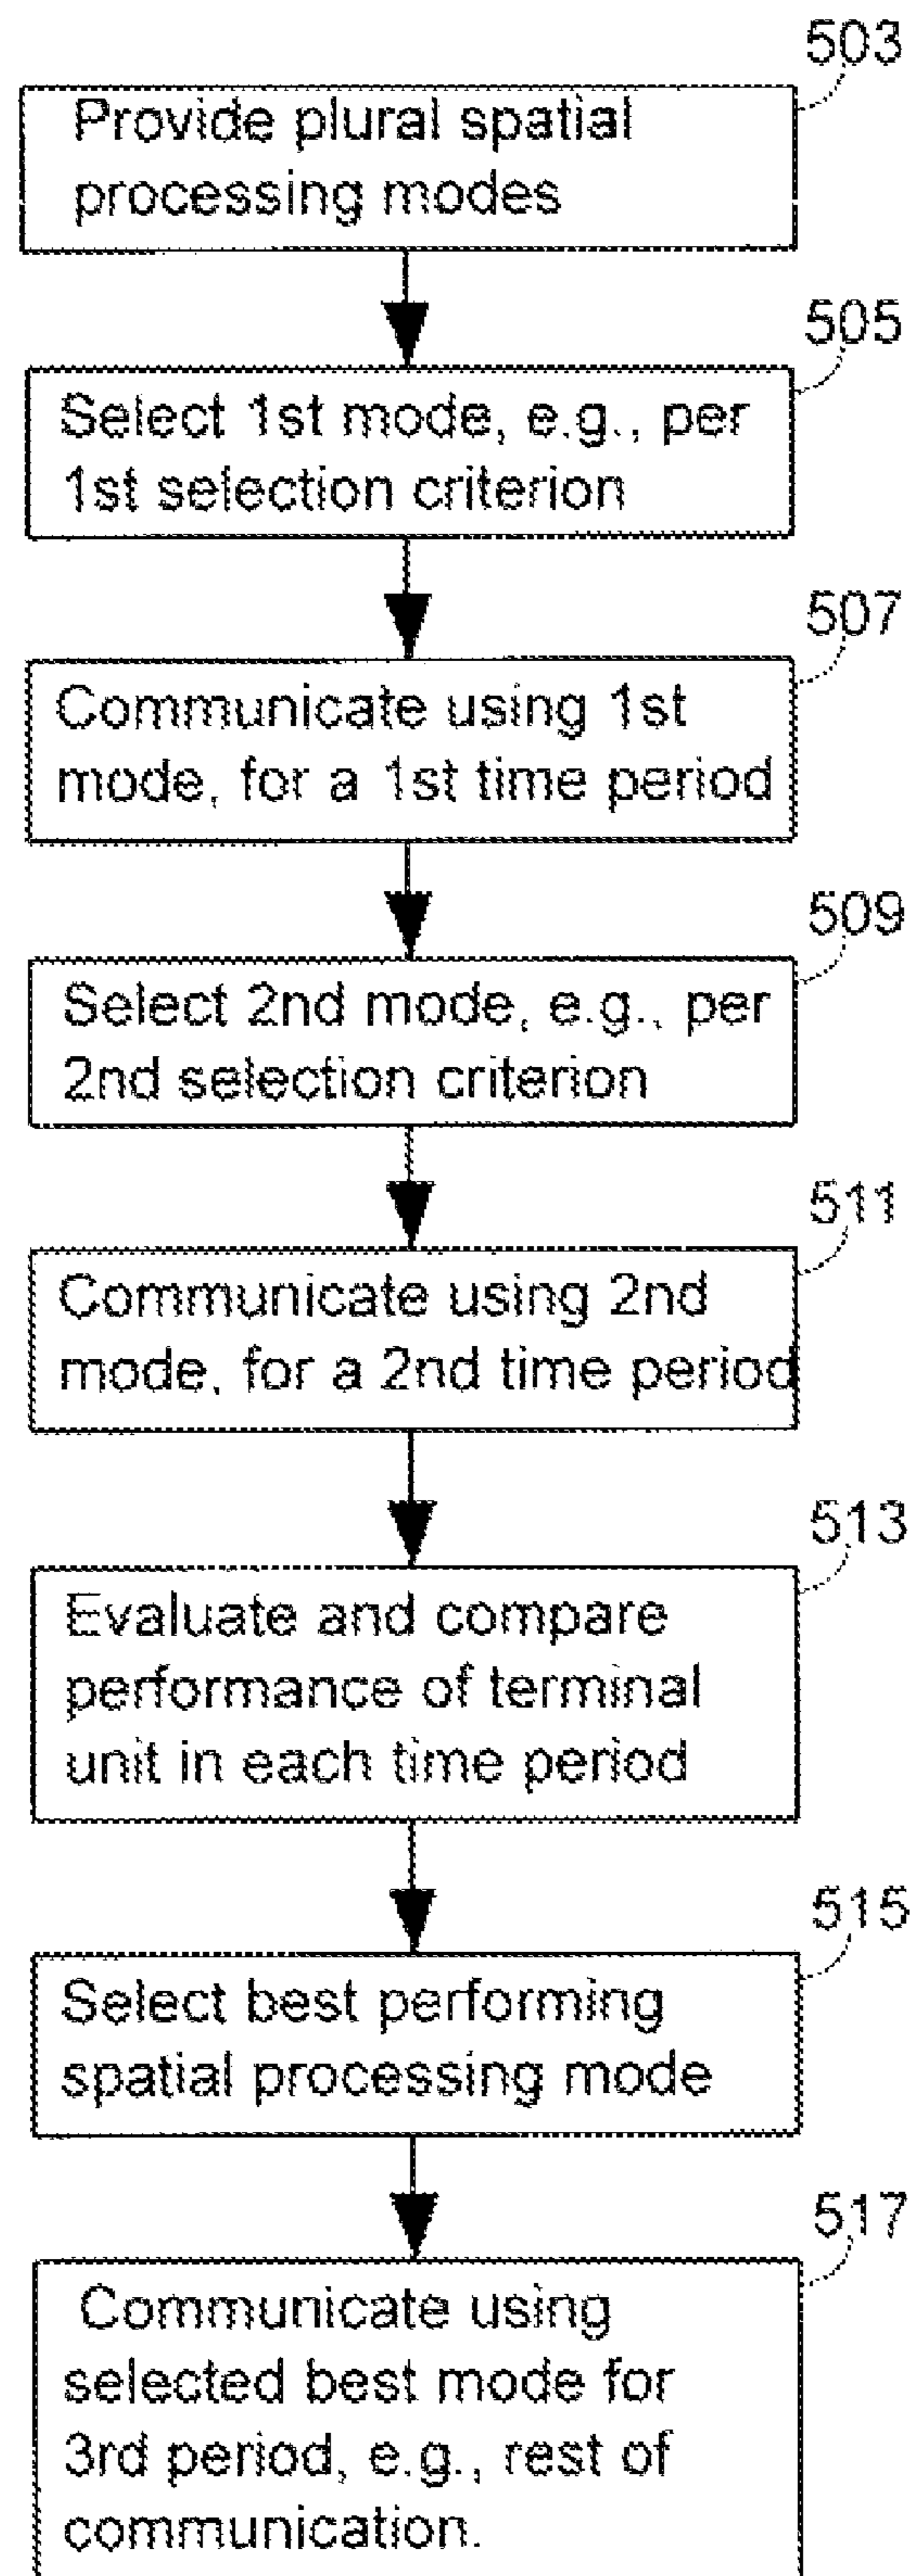 503
Provide plural spatial
processing modes
505
Select 1st mode, e.g., per
1st selection criterion
507
Communicate using 1st
mode, for a 1st time period
509
Select 2nd mode, e.g., per
2nd selection criterion
511
Communicate using 2nd
mode, for a 2nd time period
513
Evaluate and compare
performance of terminal
unit in each time period
515
Select best performing
spatial processing mode
517
Communicate using
selected best mode for
3rd period, e.g., rest of
communication.